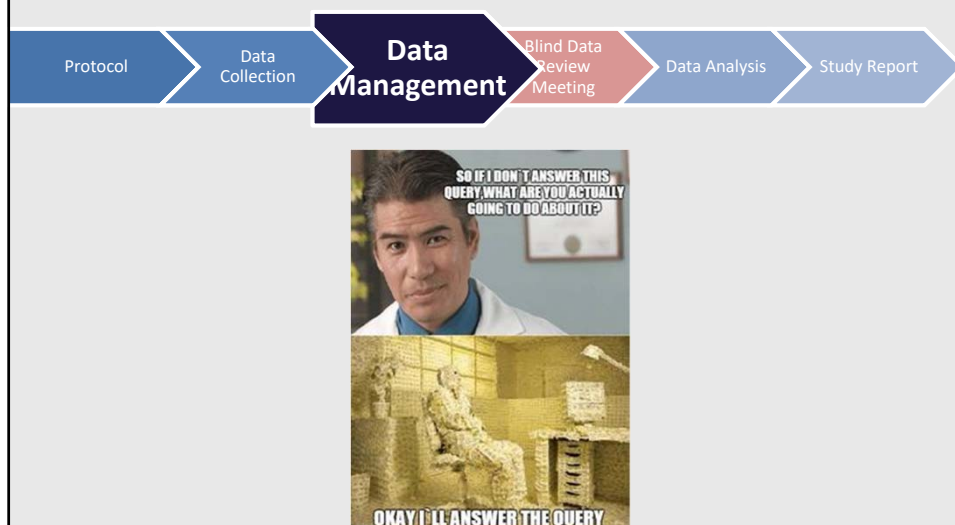 Protocol
Data
Collection
Data
Management
Blind Data
Review
Meeting
Data Analysis
Study Report
SO IF I DON`T ANSWER THIS
QUERY,WHAT ARE YOU ACTUALLY
GOING TO DO ABOUT IT?
OKAY I`LL ANSWER THE QUERY